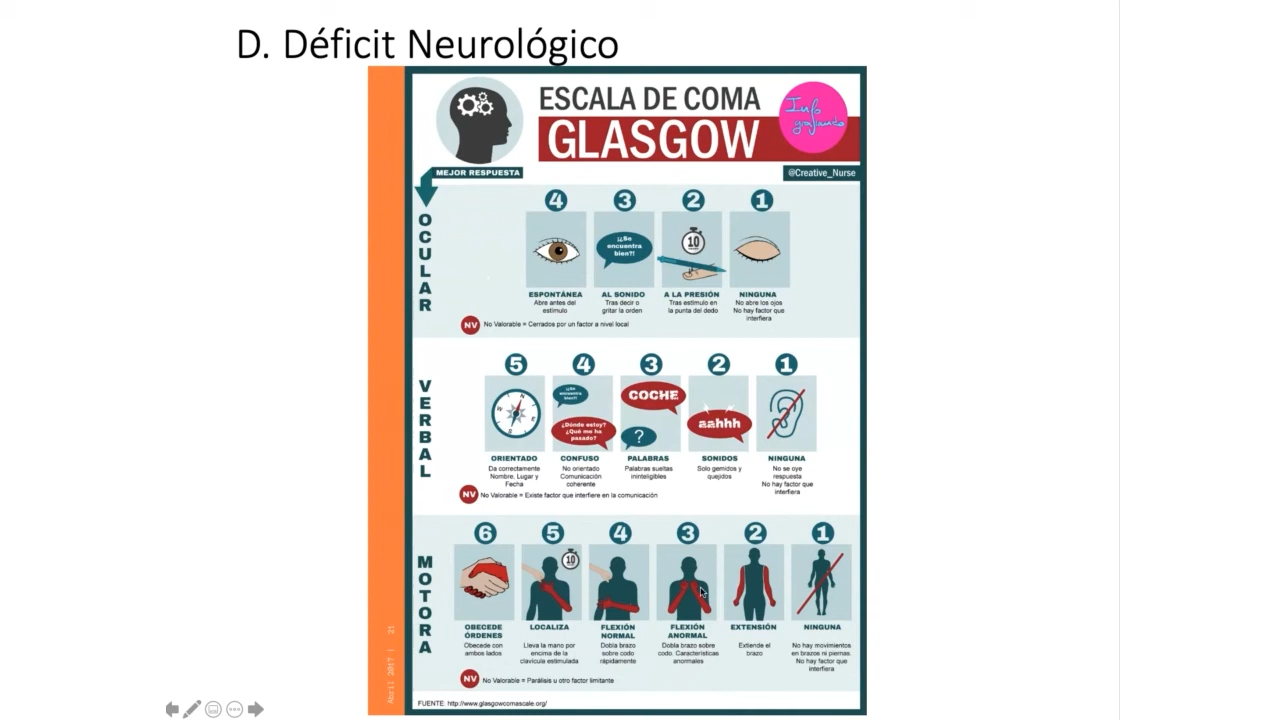 D. Déficit Neurológico
ESCALA DE COMA
GLASGOW
Info
grafiando
@Creative_Nurse
MEJOR RESPUESTA
OCULAR
4
3
2
1
¡¿Se
encuentra
bien?!
10
ESPONTÁNEA
Abre antes del
estímulo
AL SONIDO
Tras decir o
gritar la orden
A LA PRESIÓN
Tras estímulo en
la punta del dedo
NINGUNA
No abre los ojos
No hay factor que
interfiera
NV
No Valorable = Cerrados por un factor a nivel local
VERBAL
5
4
3
2
1
N
E
S
W
¡¿Se
encuentra
bien?!
¿Dónde estoy?
¿Qué me ha
pasado?
COCHE
?
aahhh
ORIENTADO
Da correctamente
Nombre, Lugar y
Fecha
CONFUSO
No orientado
Comunicación
coherente
PALABRAS
Palabras sueltas
ininteligibles
SONIDOS
Solo gemidos y
quejidos
NINGUNA
No se oye
respuesta
No hay factor que
interfiera
NV
No Valorable = Existe factor que interfiere en la comunicación
MOTORA
6
5
4
3
2
1
10
OBECEDE
ÓRDENES
Obedece con
ambos lados
LOCALIZA
Lleva la mano por
encima de la
clavícula estimulada
FLEXIÓN
NORMAL
Dobla brazo
sobre codo
rápidamente
FLEXIÓN
ANORMAL
Dobla brazo sobre
codo. Características
anormales
EXTENSIÓN
Extiende el
brazo
NINGUNA
No hay movimientos
en brazos ni piernas.
No hay factor que
interfiera
NV
No Valorable = Parálisis u otro factor limitante
FUENTE: http://www.glasgowcomascale.org/
Abril 2017 | 21